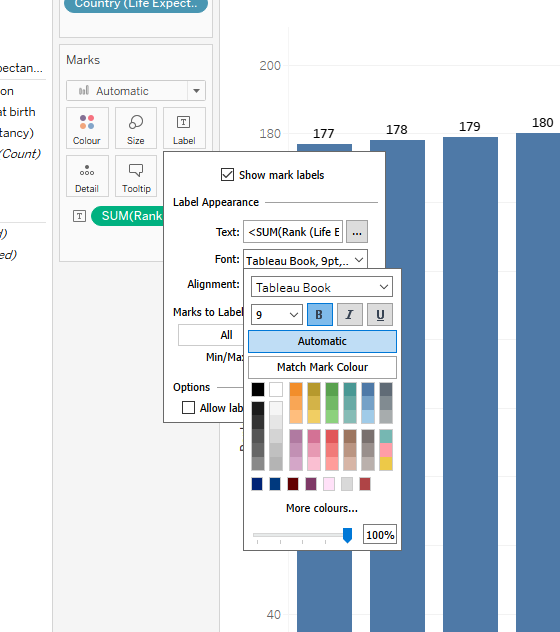 Country (Life Expect..
pectan...
on
at birth
tancy)
(Count)
d)
ed)
Marks
Automatic
Colour
Size
T
Label
Detail
Tooltip
T
SUM(Rank
Show mark labels
Label Appearance
Text:
<SUM(Rank (Life E
...
Font:
Tableau Book, 9pt,..
Alignment:
Marks to Label
All
Min/Max
Options
Allow lab
Tableau Book
9
B
I
U
Automatic
Match Mark Colour
More colours...
100%
200
180
40
177
178
179
180